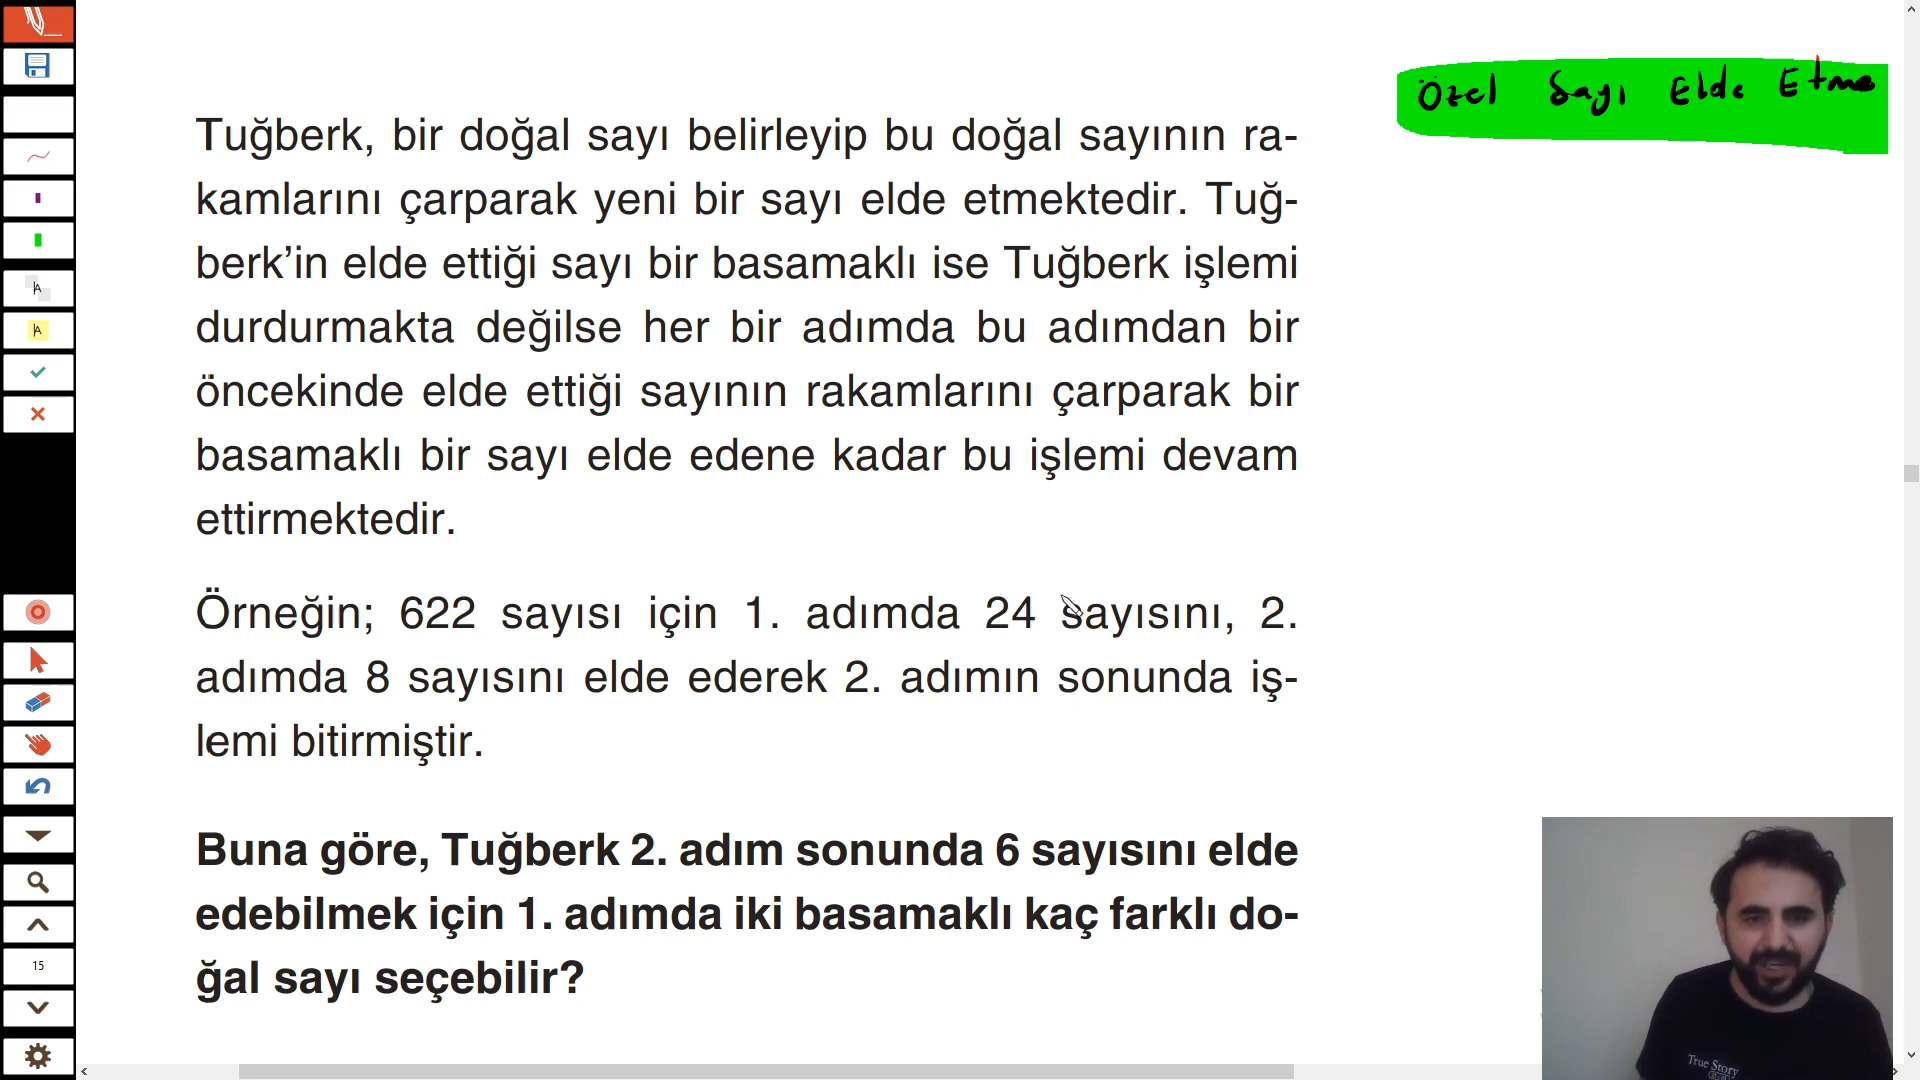 Özel Sayı Elde Etme
Tuğberk, bir doğal sayı belirleyip bu doğal sayının ra-
kamlarını çarparak yeni bir sayı elde etmektedir. Tuğ-
berk’in elde ettiği sayı bir basamaklı ise Tuğberk işlemi
durdurmakta değilse her bir adımda bu adımdan bir
öncekinde elde ettiği sayının rakamlarını çarparak bir
basamaklı bir sayı elde edene kadar bu işlemi devam
ettirmektedir.
Örneğin; 622 sayısı için 1. adımda 24 sayısını, 2.
adımda 8 sayısını elde ederek 2. adımın sonunda iş-
lemi bitirmiştir.
Buna göre, Tuğberk 2. adım sonunda 6 sayısını elde
edebilmek için 1. adımda iki basamaklı kaç farklı do-
ğal sayı seçebilir?
A
A
15
True Story